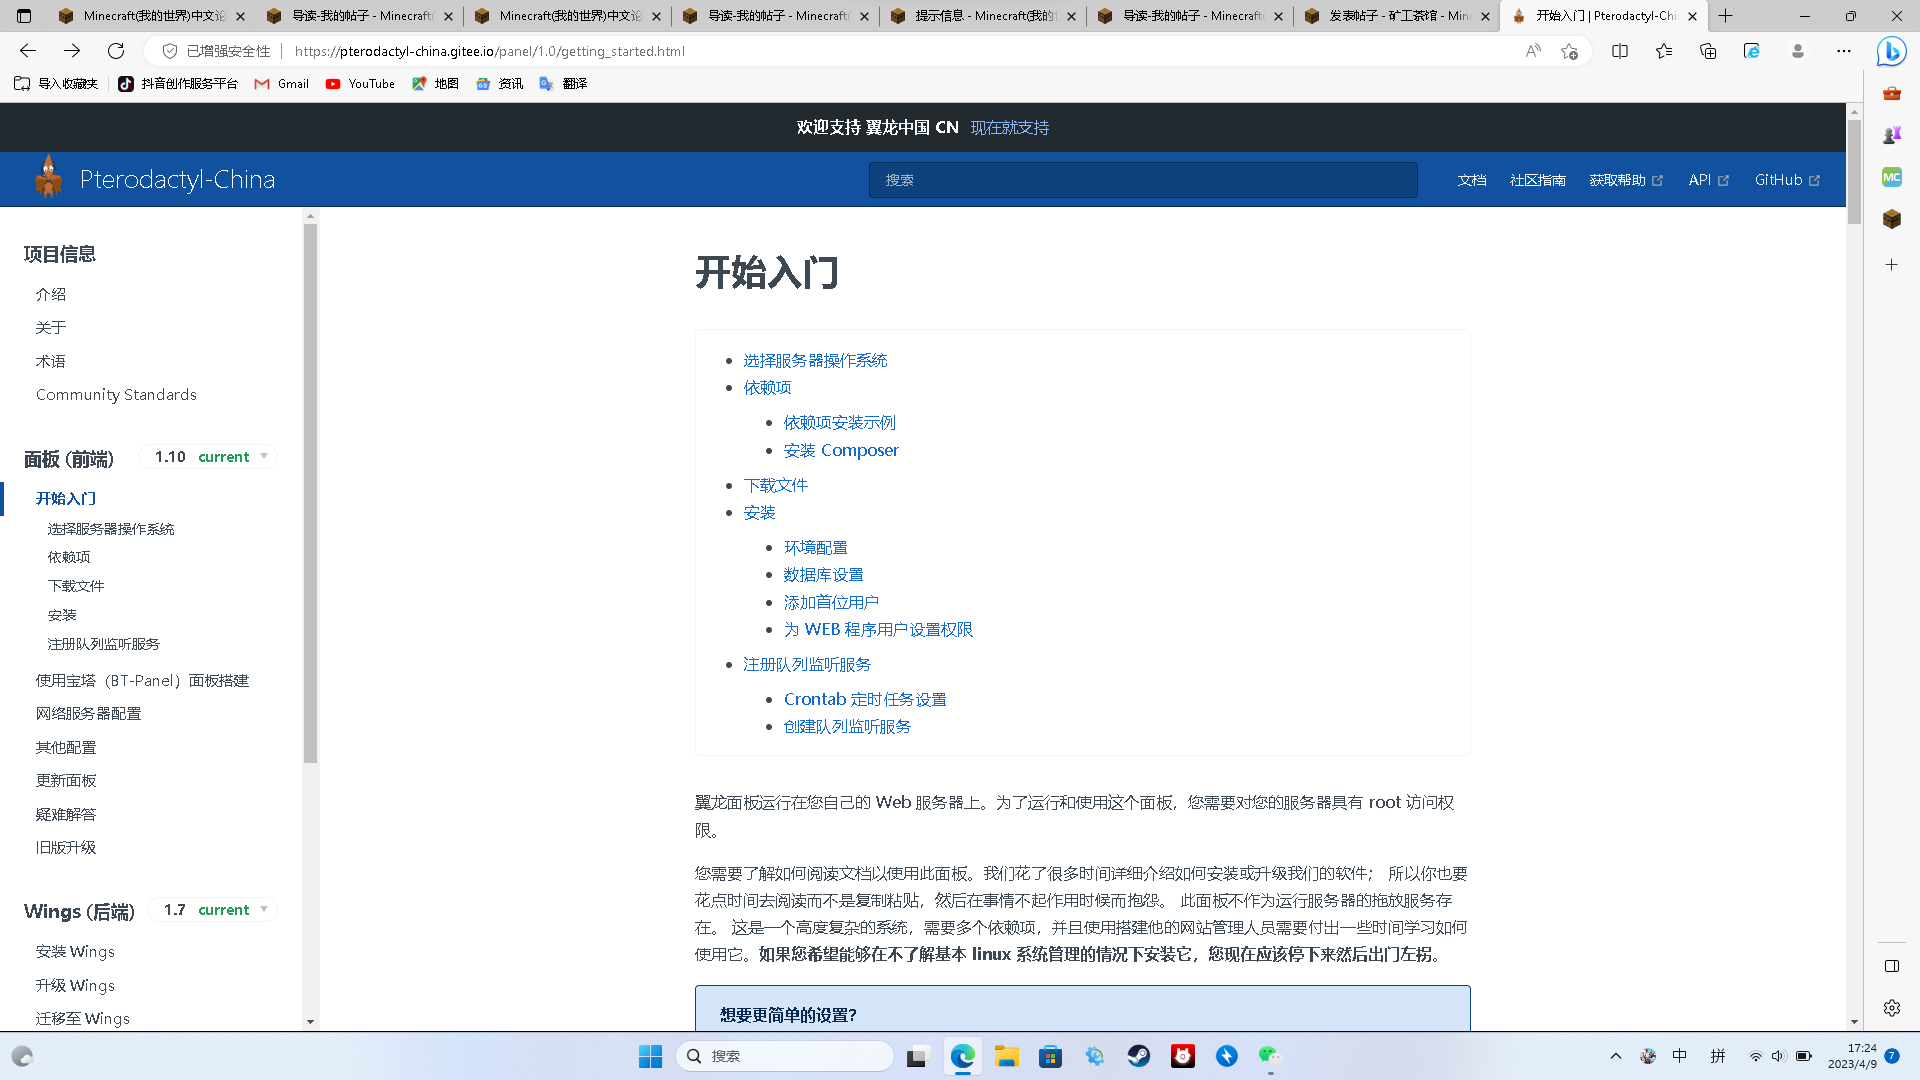 Minecraft(我的世界)中文论
导读-我的帖子 - Minecraft(
Minecraft(我的世界)中文论
导读-我的帖子 - Minecraft(
提示信息 - Minecraft(我的世
导读-我的帖子 - Minecraft(
发表帖子 - 矿工茶馆 - Mine
开始入门 | Pterodactyl-Chi
已增强安全性
https://pterodactyl-china.gitee.io/panel/1.0/getting_started.html
导入收藏夹
抖音创作服务平台
Gmail
YouTube
地图
资讯
翻译
欢迎支持 翼龙中国 CN 现在就支持
Pterodactyl-China
搜索
文档
社区指南
获取帮助
API
GitHub
项目信息
介绍
关于
术语
Community Standards
面板 (前端) 1.10 current
开始入门
选择服务器操作系统
依赖项
下载文件
安装
注册队列监听服务
使用宝塔（BT-Panel）面板搭建
网络服务器配置
其他配置
更新面板
疑难解答
旧版升级
Wings (后端) 1.7 current
安装 Wings
升级 Wings
迁移至 Wings
开始入门
选择服务器操作系统
依赖项
依赖项安装示例
安装 Composer
下载文件
安装
环境配置
数据库设置
添加首位用户
为 WEB 程序用户设置权限
注册队列监听服务
Crontab 定时任务设置
创建队列监听服务
翼龙面板运行在您自己的 Web 服务器上。为了运行和使用这个面板，您需要对您的服务器具有 root 访问权
限。
您需要了解如何阅读文档以使用此面板。我们花了很多时间详细介绍如何安装或升级我们的软件； 所以你也要
花点时间去阅读而不是复制粘贴，然后在事情不起作用时候而抱怨。 此面板不作为运行服务器的拖放服务存
在。 这是一个高度复杂的系统，需要多个依赖项，并且使用搭建他的网站管理人员需要付出一些时间学习如何
使用它。如果您希望能够在不了解基本 linux 系统管理的情况下安装它，您现在应该停下来然后出门左拐。
想要更简单的设置?
搜索
中
拼
17:24
2023/4/9
7
MC